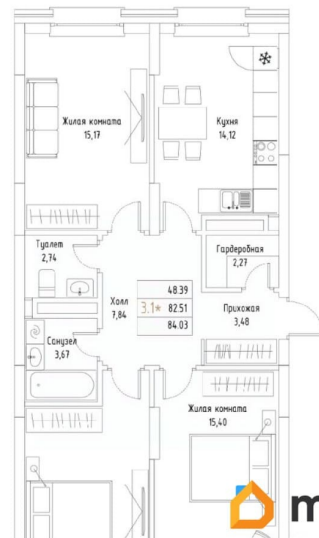 Жилая комната
15,17
Кухня
14,12
Туалет
2,74
Гардеробная
2,27
Холл
7,84
48.39
3.1* 82.51
84.03
Прихожая
3,48
Санузел
3,67
Жилая комната
15,40
m